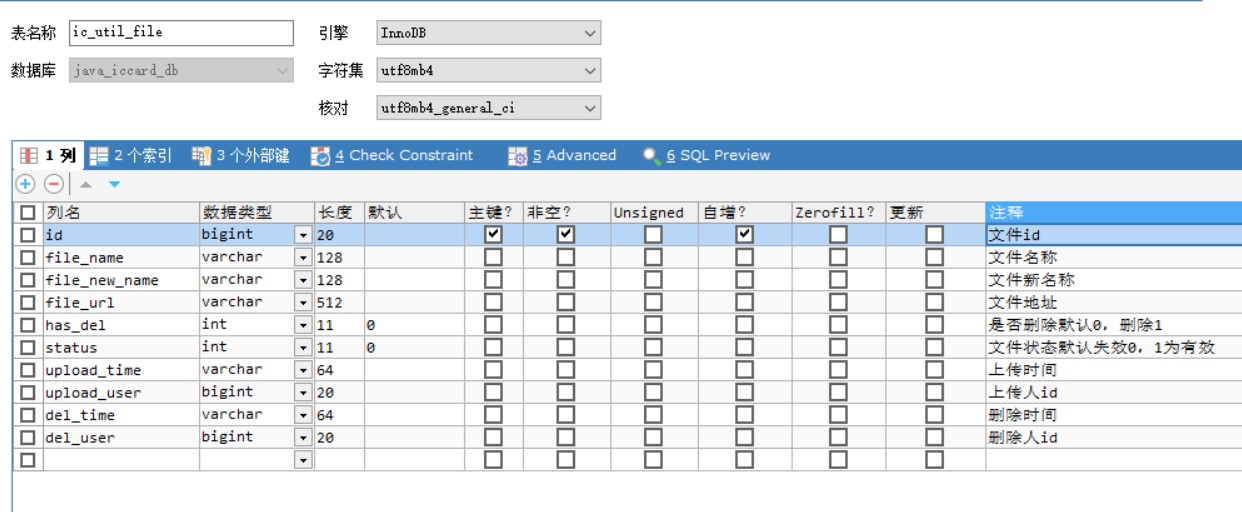 表名称 ic_util_file 引擎 InnoDB
数据库 java_iccard_db 字符集 utf8mb4
核对 utf8mb4_general_ci
1 列 2 个索引 3 个外部键 4 Check Constraint 5 Advanced 6 SQL Preview
列名 数据类型 长度 默认 主键? 非空? Unsigned 自增? Zerofill? 更新 注释
id bigint 20 文件id
file_name varchar 128 文件名称
file_new_name varchar 128 文件新名称
file_url varchar 512 文件地址
has_del int 11 0 是否删除默认0，删除1
status int 11 0 文件状态默认失效0，1为有效
upload_time varchar 64 上传时间
upload_user bigint 20 上传人id
del_time varchar 64 删除时间
del_user bigint 20 删除人id